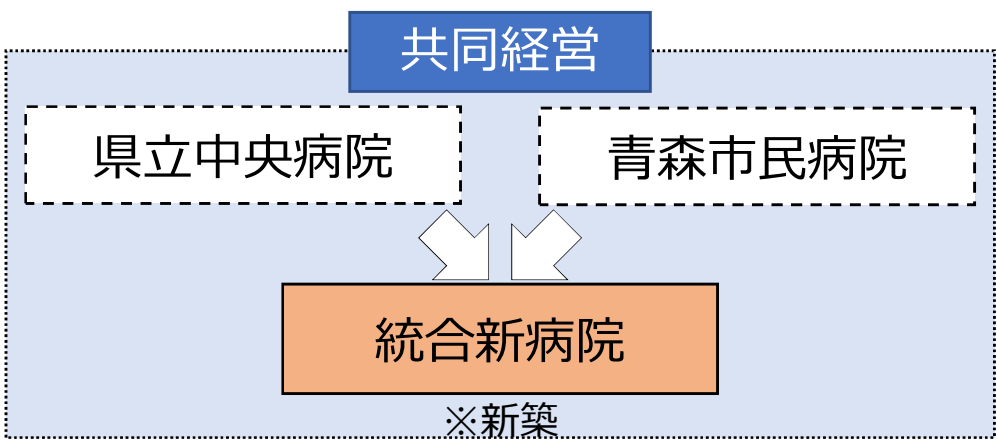 共同経営
県立中央病院
青森市民病院
統合新病院
※新築